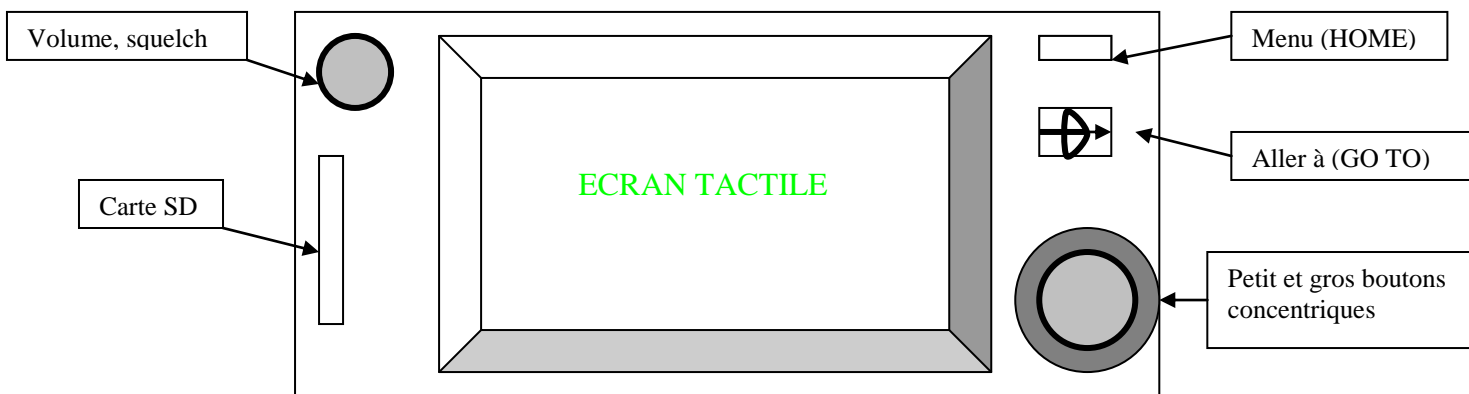 Volume, squelch
Menu (HOME)
Aller à (GO TO)
ECRAN TACTILE
Carte SD
Petit et gros boutons
concentriques